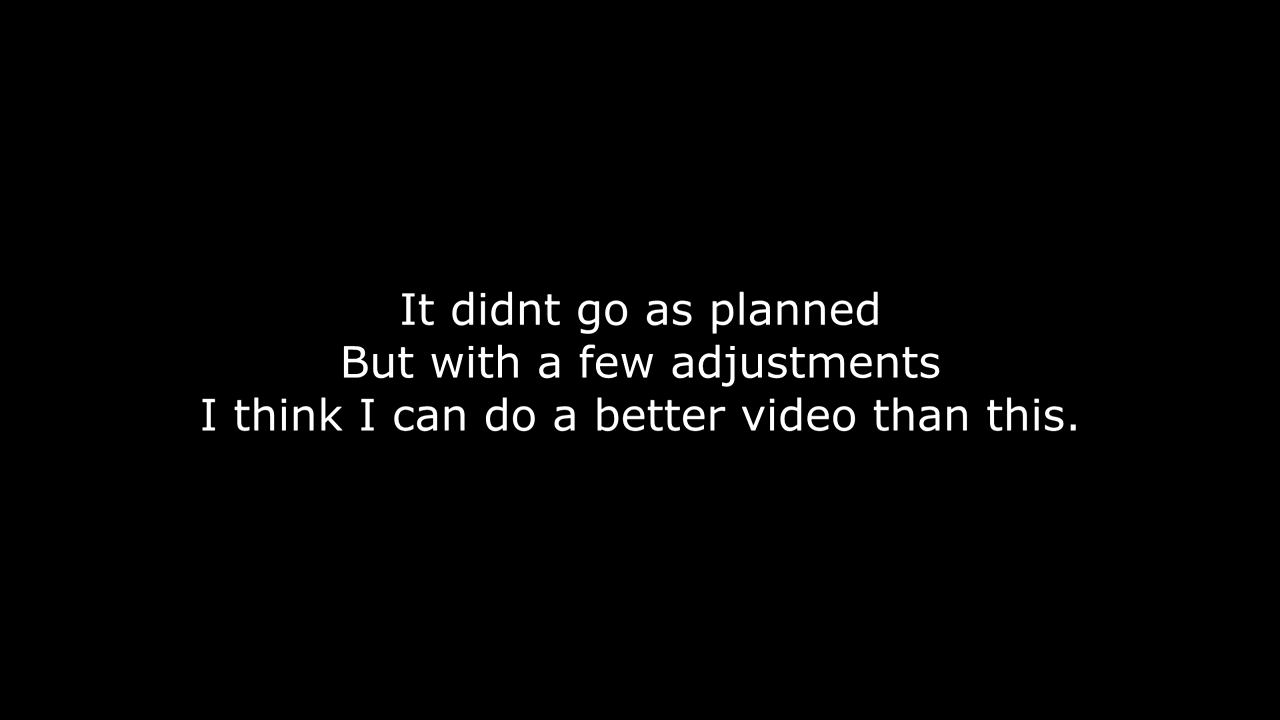 It didnt go as planned
But with a few adjustments
I think I can do a better video than this.